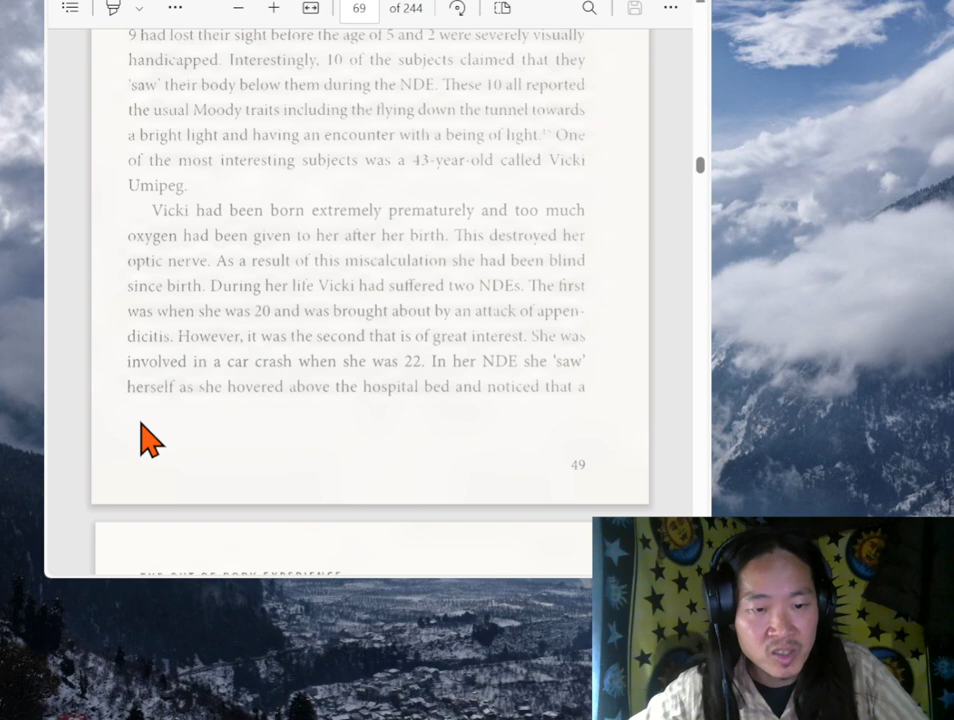 69 of 244
9 had lost their sight before the age of 5 and 2 were severely visually
handicapped. Interestingly, 10 of the subjects claimed that they
'saw' their body below them during the NDE. These 10 all reported
the usual Moody traits including the flying down the tunnel towards
a bright light and having an encounter with a being of light. One
of the most interesting subjects was a 43-year-old called Vicki
Umipeg.
Vicki had been born extremely prematurely and too much
oxygen had been given to her after her birth. This destroyed her
optic nerve. As a result of this miscalculation she had been blind
since birth. During her life Vicki had suffered two NDEs. The first
was when she was 20 and was brought about by an attack of appen-
dicitis. However, it was the second that is of great interest. She was
involved in a car crash when she was 22. In her NDE she 'saw'
herself as she hovered above the hospital bed and noticed that a
49
THE OUT OF BODY EXPERIENCE